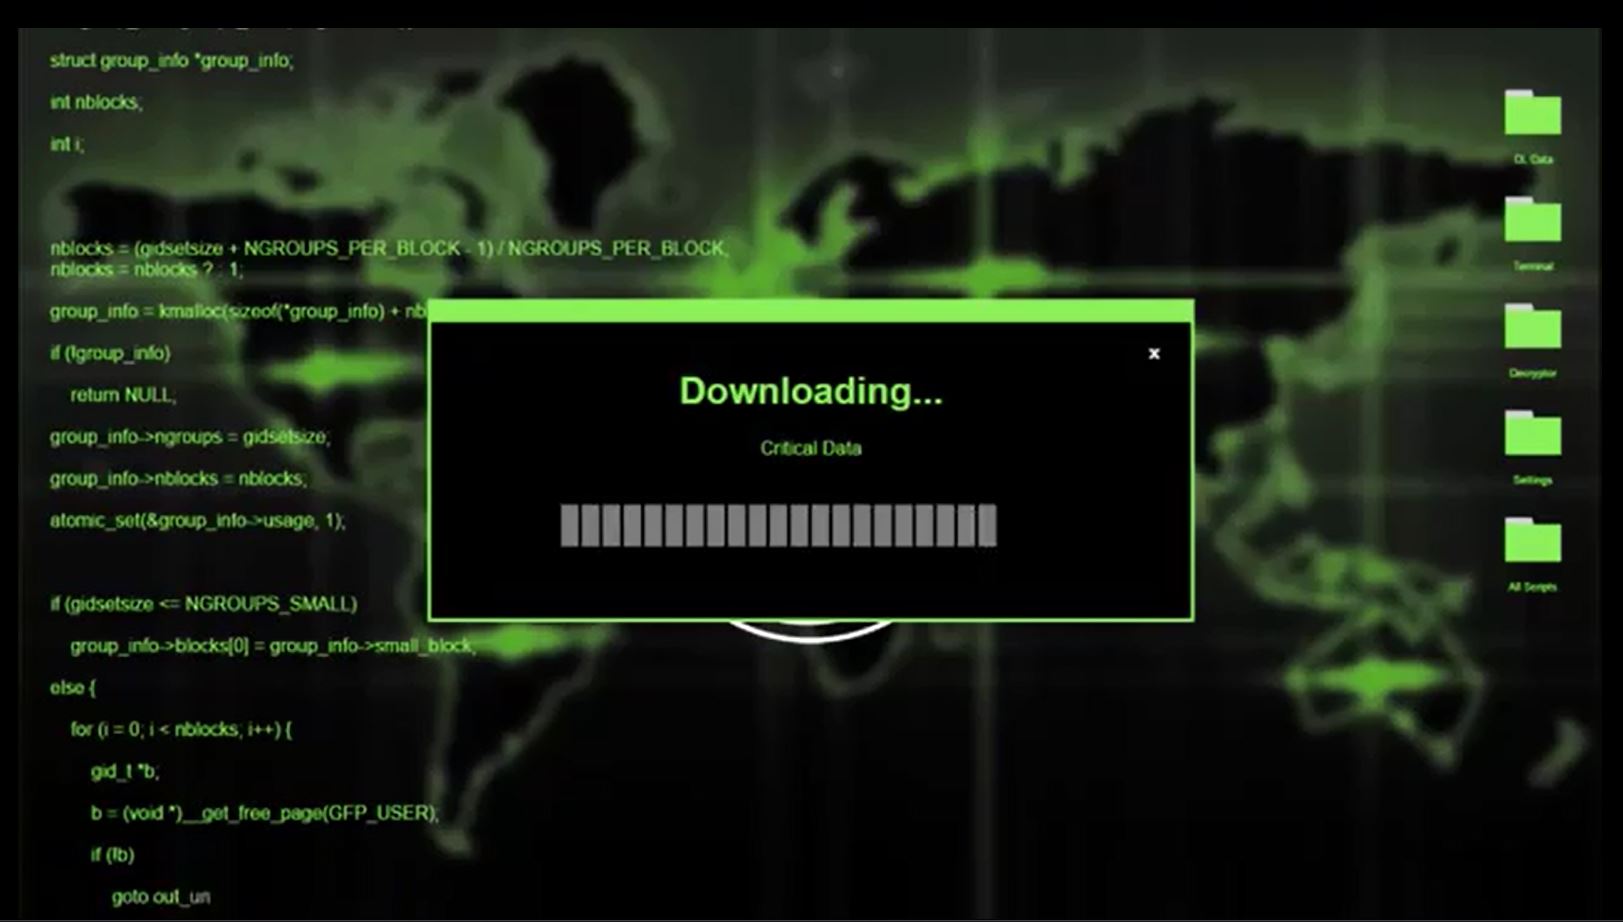 struct group_info *group_info;
int nblocks;
int i;
nblocks = (gidsetsize + NGROUPS_PER_BLOCK - 1) / NGROUPS_PER_BLOCK;
nblocks = nblocks ? : 1;
group_info = kmalloc(sizeof(*group_info) + nb
if (!group_info)
return NULL;
group_info->ngroups = gidsetsize;
group_info->nblocks = nblocks;
atomic_set(&group_info->usage, 1);
if (gidsetsize <= NGROUPS_SMALL)
group_info->blocks[0] = group_info->small_block;
else {
for (i = 0; i < nblocks; i++) {
gid_t *b;
b = (void *)__get_free_page(GFP_USER);
if (!b)
goto out_un
x
Downloading...
Critical Data
DL Data
Terminal
Decryptor
Settings
All Scripts